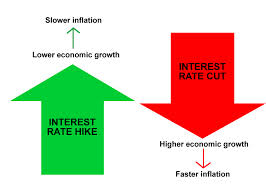 Slower inflation
Lower economic growth
INTEREST
RATE HIKE
INTEREST
RATE CUT
Higher economic growth
Faster inflation